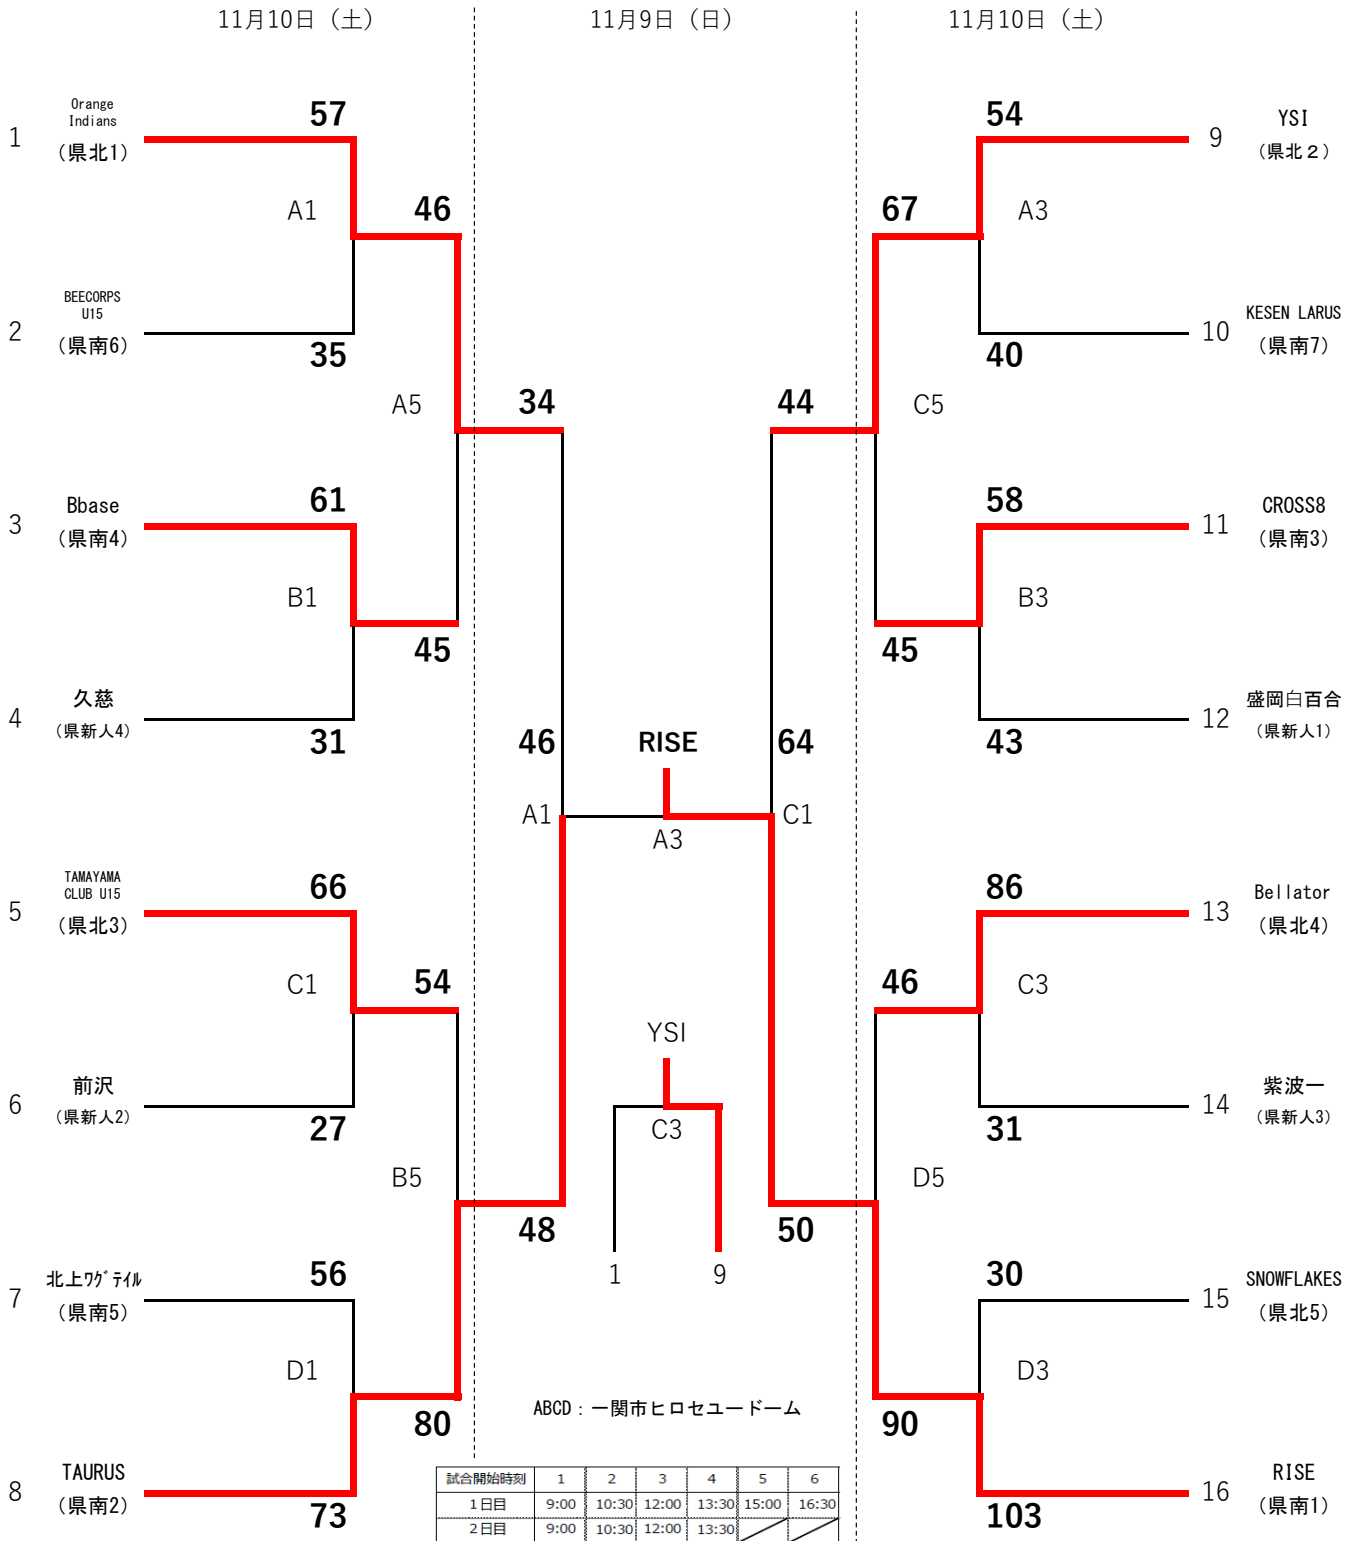 11月10日（土）
11月9日（日）
11月10日（土）
1
Orange
Indians
（県北1）
57
A1
46
2
BEECORPS
U15
（県南6）
35
A5
34
3
Bbase
（県南4）
61
B1
45
4
久慈
（県新人4）
31
46
A1
RISE
A3
64
C1
5
TAMAYAMA
CLUB U15
（県北3）
66
C1
54
6
前沢
（県新人2）
27
B5
48
7
北上ﾜｸﾞﾃｲﾙ
（県南5）
56
D1
80
8
TAURUS
（県南2）
73
YSI
C3
1
9
54
9
YSI
（県北２）
67
A3
40
10
KESEN LARUS
（県南7）
44
C5
58
11
CROSS8
（県南3）
B3
45
43
12
盛岡白百合
（県新人1）
86
13
Bellator
（県北4）
46
C3
31
14
紫波一
（県新人3）
D5
50
30
15
SNOWFLAKES
（県北5）
D3
90
103
16
RISE
（県南1）
ABCD：一関市ヒロセユードーム
試合開始時刻 1 2 3 4 5 6
１日目 9:00 10:30 12:00 13:30 15:00 16:30
２日目 9:00 10:30 12:00 13:30